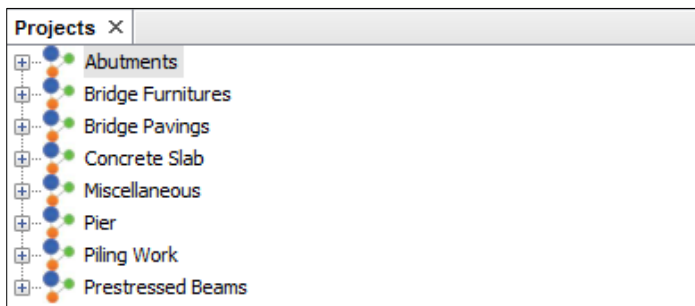 Projects ×
Abutments
Bridge Furnitures
Bridge Pavings
Concrete Slab
Miscellaneous
Pier
Piling Work
Prestressed Beams